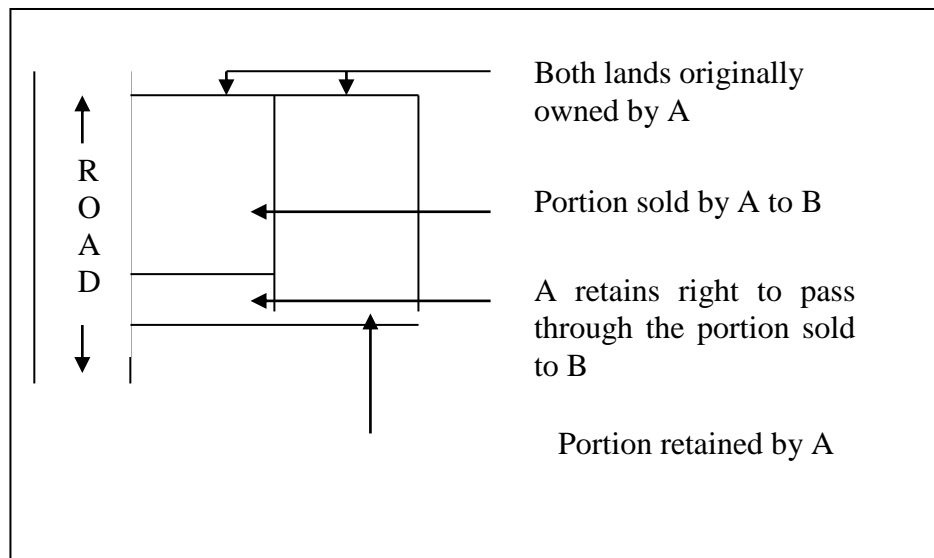 Both lands originally
owned by A
R
O
A
D
Portion sold by A to B
A retains right to pass
through the portion sold
to B
Portion retained by A